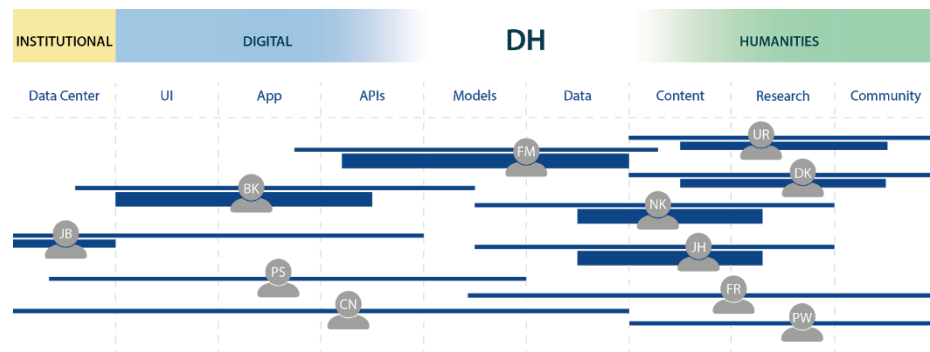 INSTITUTIONAL DIGITAL DH HUMANITIES
Data Center UI App APIs Models Data Content Research Community
UR
FM
DK
BK
NK
JB
JH
PS
FR
CN
PW